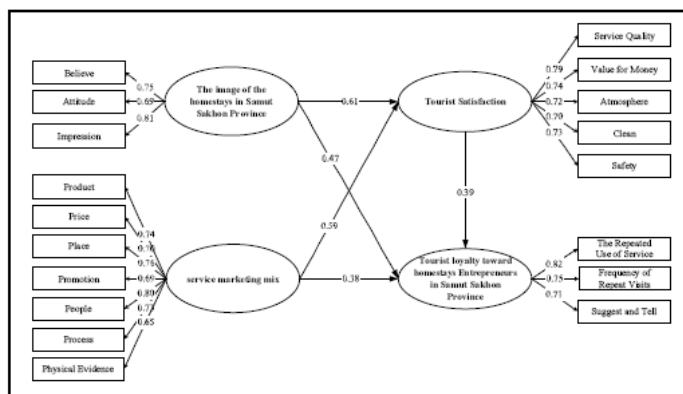 Believe
Attitude
Impression
0.75
0.69
0.81
The image of the
homestays in Samut
Sakhon Province
Product
Price
Place
Promotion
People
Process
Physical Evidence
0.74
0.76
0.69
0.80
0.65
service marketing mix
0.61
0.47
0.59
0.38
0.39
Tourist Satisfaction
Tourist loyalty toward
homestays Entrepreneurs
in Samut Sakhon
Province
0.79
0.74
0.72
0.70
0.73
Service Quality
Value for Money
Atmosphere
Clean
Safety
0.82
0.75
0.71
The Repeated
Use of Service
Frequency of
Repeat Visits
Suggest and Tell